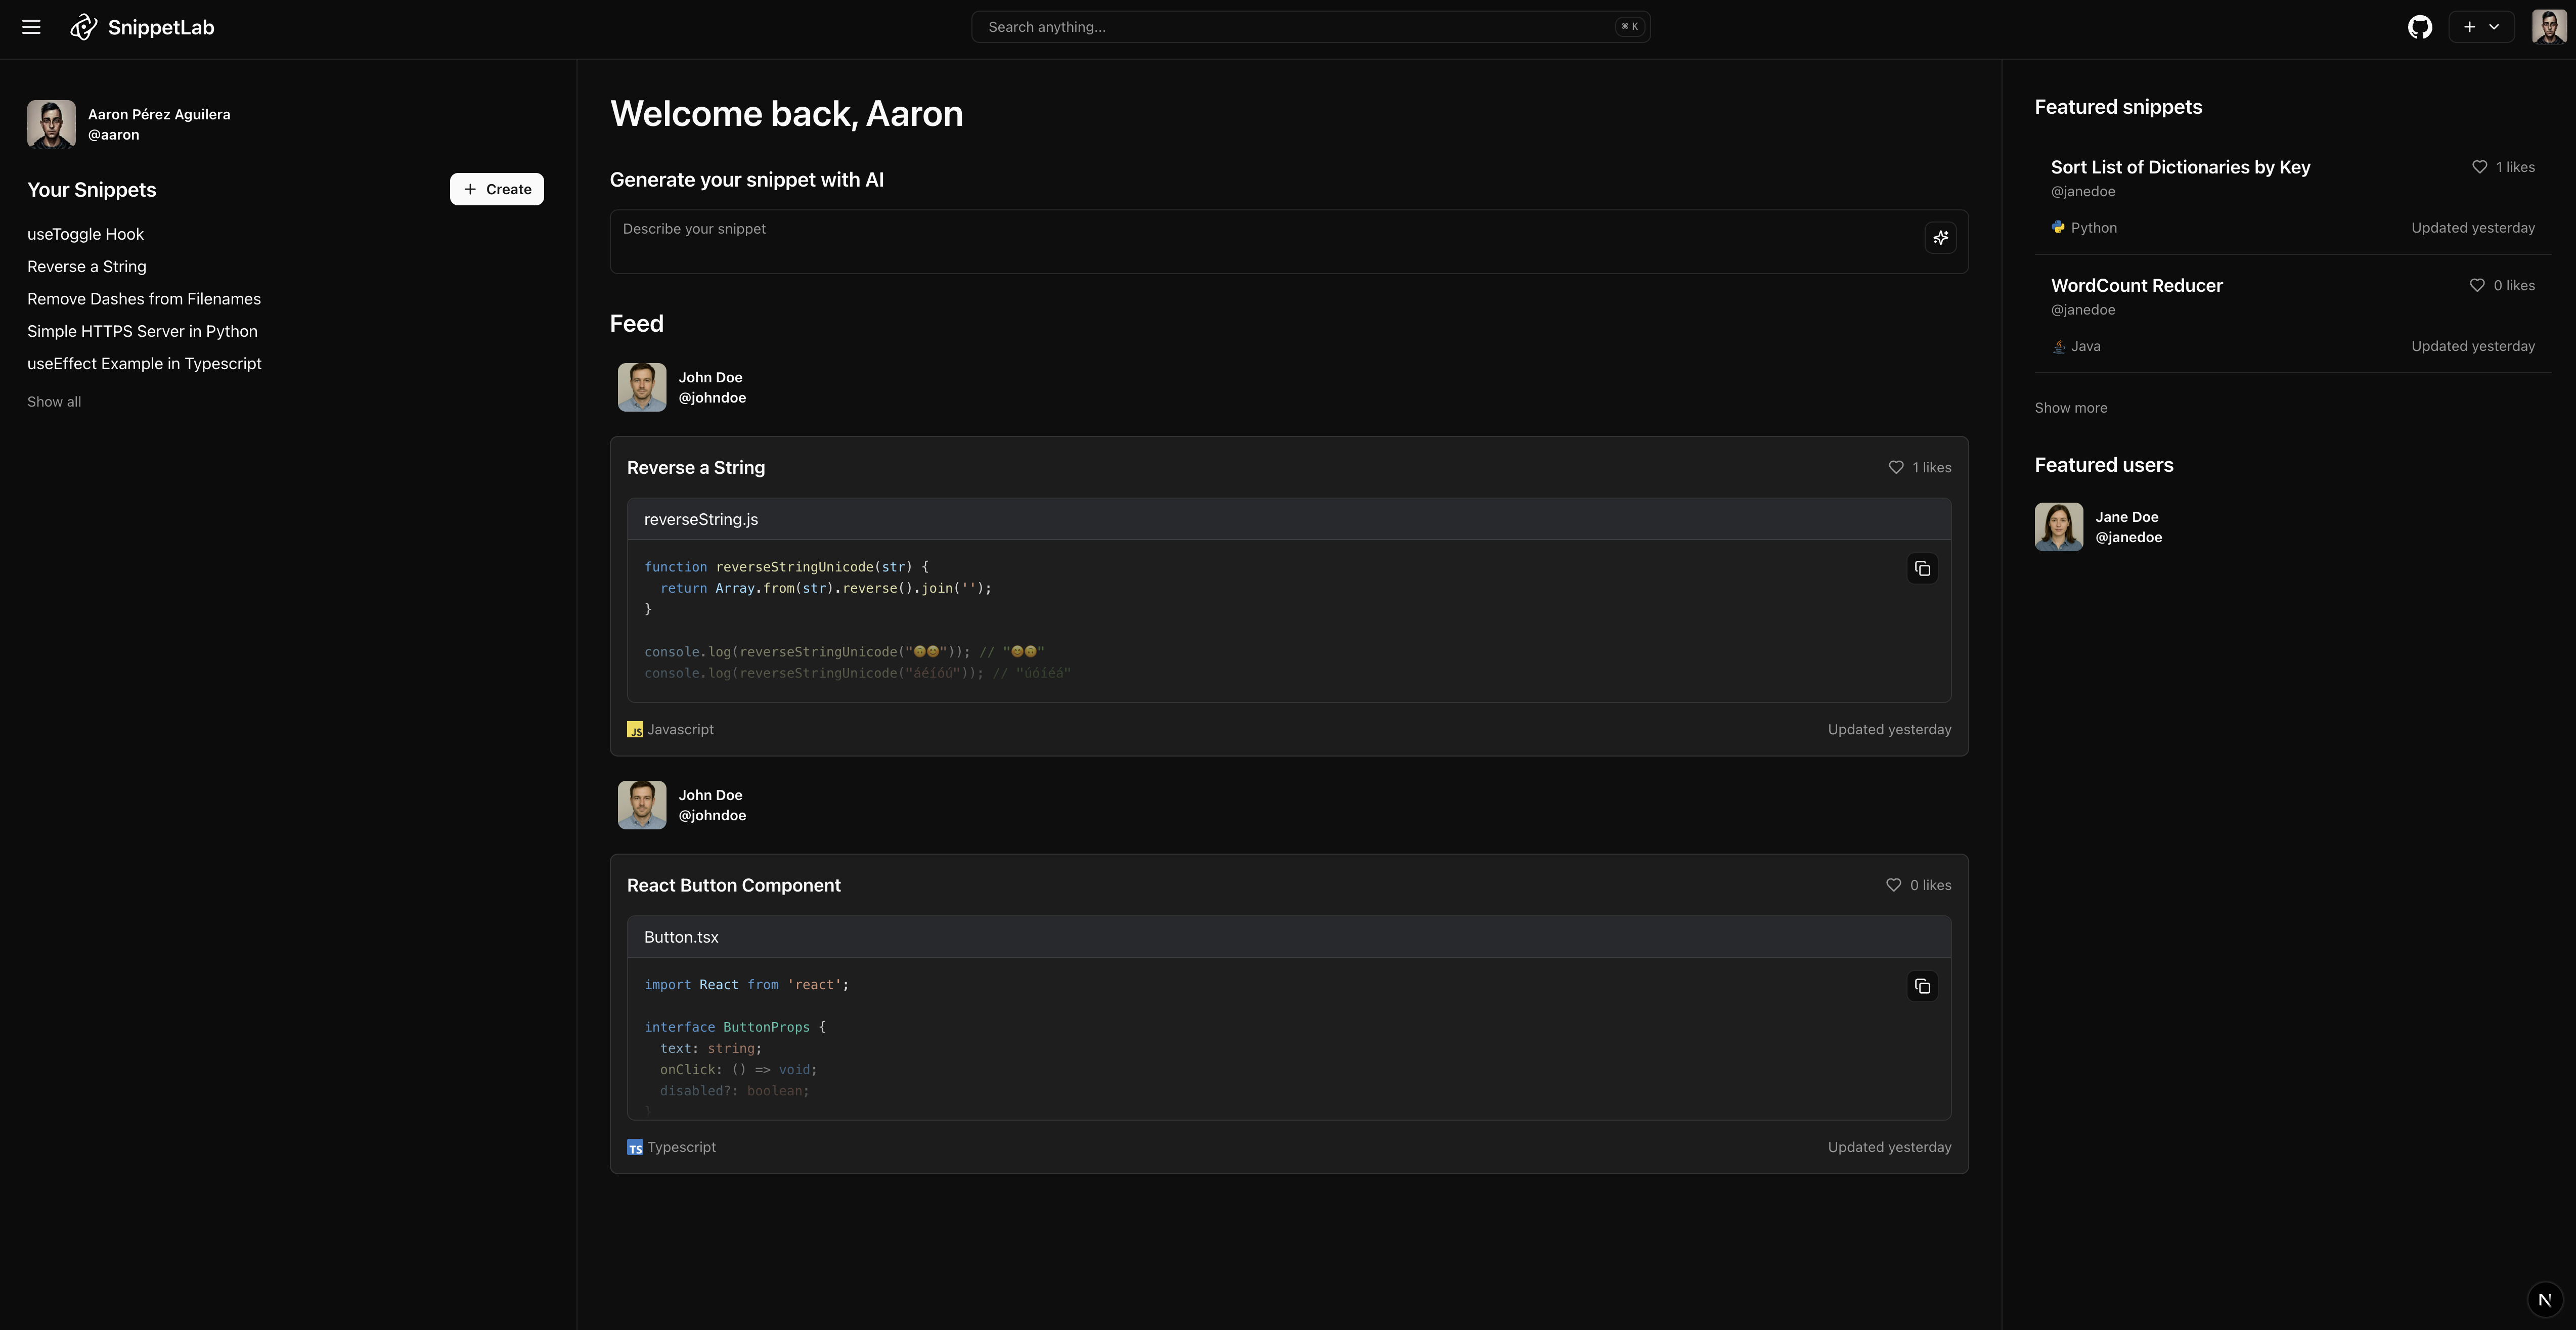 SnippetLab
Search anything...
⌘ K
Aaron Pérez Aguilera
@aaron
Your Snippets
Create
useToggle Hook
Reverse a String
Remove Dashes from Filenames
Simple HTTPS Server in Python
useEffect Example in Typescript
Show all
Welcome back, Aaron
Generate your snippet with AI
Describe your snippet
Feed
John Doe
@johndoe
Reverse a String
1 likes
reverseString.js
function reverseStringUnicode(str) {
  return Array.from(str).reverse().join('');
}
console.log(reverseStringUnicode("🙃😊")); // "😊🙃"
console.log(reverseStringUnicode("áéíóú")); // "úóíéá"
JS Javascript
Updated yesterday
John Doe
@johndoe
React Button Component
0 likes
Button.tsx
import React from 'react';
interface ButtonProps {
  text: string;
  onClick: () => void;
  disabled?: boolean;
}
TS Typescript
Updated yesterday
Featured snippets
Sort List of Dictionaries by Key
1 likes
@janedoe
Python
Updated yesterday
WordCount Reducer
0 likes
@janedoe
Java
Updated yesterday
Show more
Featured users
Jane Doe
@janedoe
N